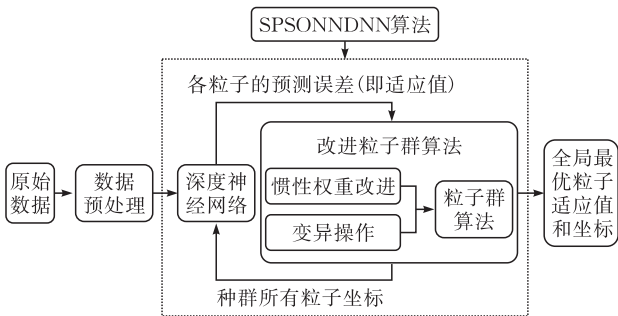 SPSONNDNN算法
各粒子的预测误差(即适应值)
改进粒子群算法
原始
数据
数据
预处理
深度神
经网络
惯性权重改进
变异操作
粒子群
算法
全局最
优粒子
适应值
和坐标
种群所有粒子坐标